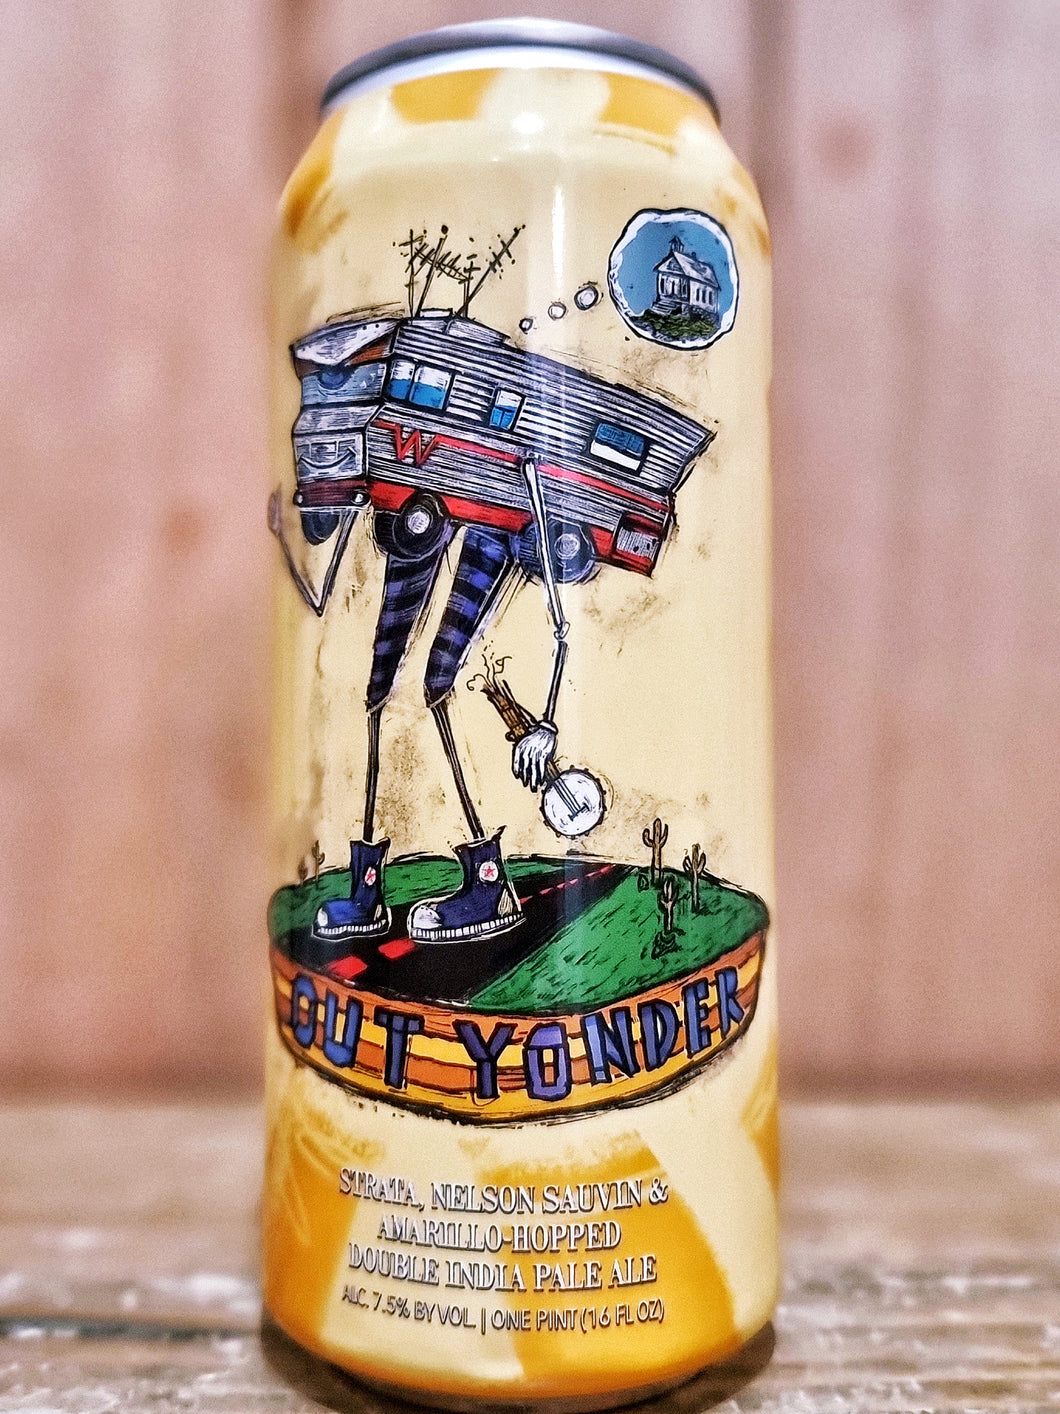 W
OUT YONDER
STRATA, NELSON SAUVIN &
AMARILLO-HOPPED
DOUBLE INDIA PALE ALE
ALC. 7.5% BY VOL. | ONE PINT (16 FL OZ)